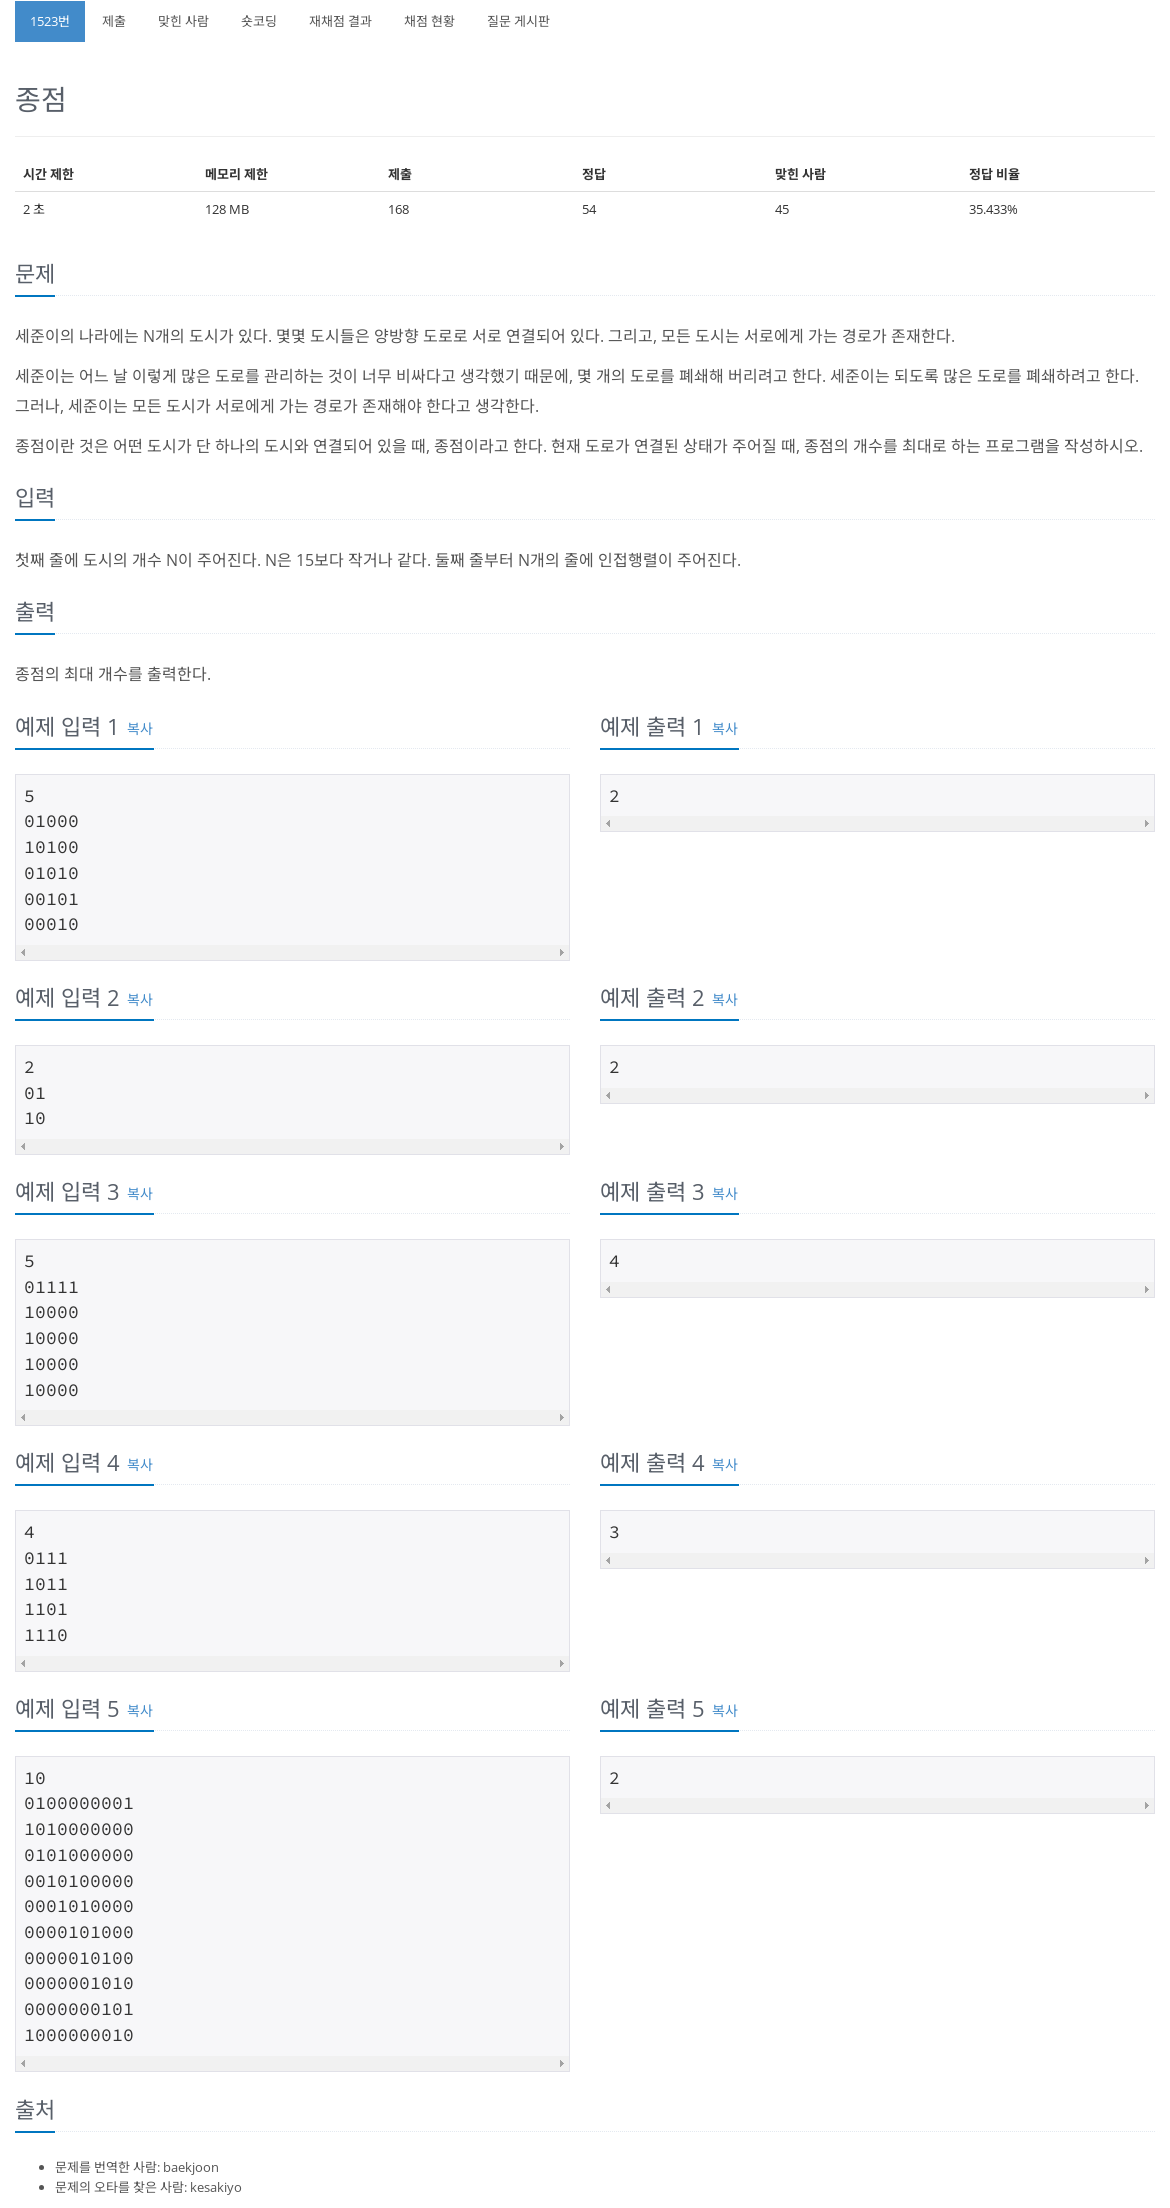 1523번 제출 맞힌 사람 숏코딩 재채점 결과 채점 현황 질문 게시판
종점
시간 제한 메모리 제한 제출 정답 맞힌 사람 정답 비율
2 초 128 MB 168 54 45 35.433%
문제
세준이의 나라에는 N개의 도시가 있다. 몇몇 도시들은 양방향 도로로 서로 연결되어 있다. 그리고, 모든 도시는 서로에게 가는 경로가 존재한다.
세준이는 어느 날 이렇게 많은 도로를 관리하는 것이 너무 비싸다고 생각했기 때문에, 몇 개의 도로를 폐쇄해 버리려고 한다. 세준이는 되도록 많은 도로를 폐쇄하려고 한다.
그러나, 세준이는 모든 도시가 서로에게 가는 경로가 존재해야 한다고 생각한다.
종점이란 것은 어떤 도시가 단 하나의 도시와 연결되어 있을 때, 종점이라고 한다. 현재 도로가 연결된 상태가 주어질 때, 종점의 개수를 최대로 하는 프로그램을 작성하시오.
입력
첫째 줄에 도시의 개수 N이 주어진다. N은 15보다 작거나 같다. 둘째 줄부터 N개의 줄에 인접행렬이 주어진다.
출력
종점의 최대 개수를 출력한다.
예제 입력 1 복사
5
01000
10100
01010
00101
00010
예제 출력 1 복사
2
예제 입력 2 복사
2
01
10
예제 출력 2 복사
2
예제 입력 3 복사
5
01111
10000
10000
10000
10000
예제 출력 3 복사
4
예제 입력 4 복사
4
0111
1011
1101
1110
예제 출력 4 복사
3
예제 입력 5 복사
10
0100000001
1010000000
0101000000
0010100000
0001010000
0000101000
0000010100
0000001010
0000000101
1000000010
예제 출력 5 복사
2
출처
문제를 번역한 사람: baekjoon
문제의 오타를 찾은 사람: kesakiyo